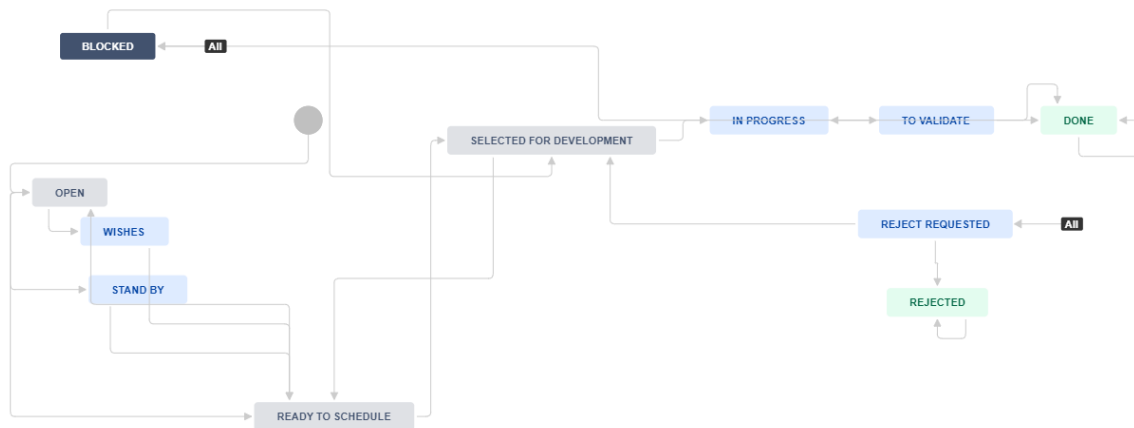 BLOCKED
All
IN PROGRESS
TO VALIDATE
DONE
SELECTED FOR DEVELOPMENT
OPEN
WISHES
REJECT REQUESTED
All
STAND BY
REJECTED
READY TO SCHEDULE